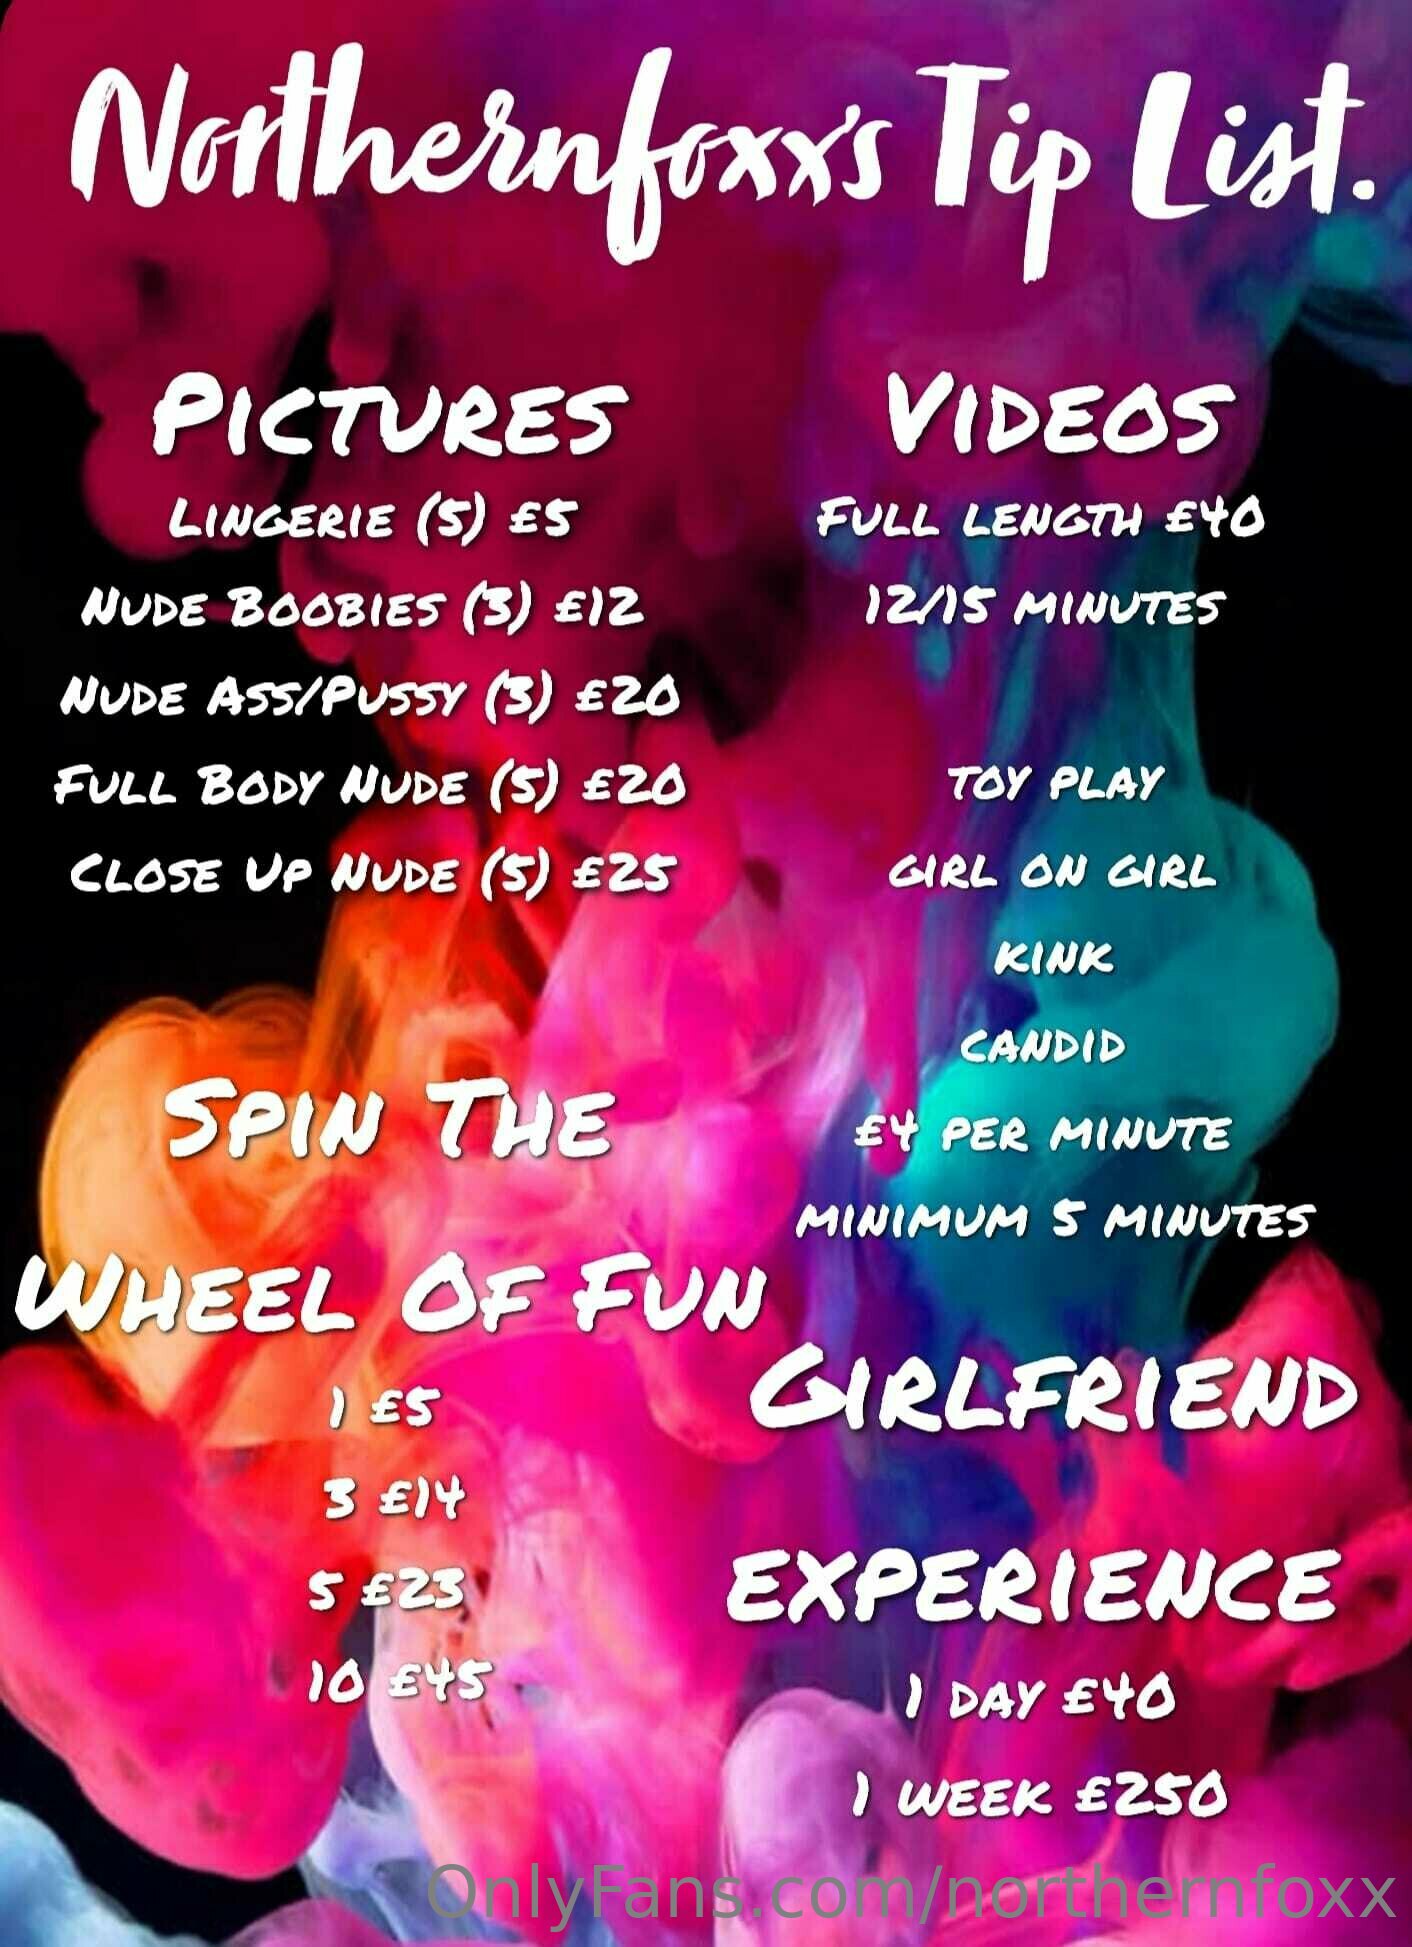 Northernfoxx's Tip List.
Pictures
Lingerie (5) £5
Nude Boobies (3) £12
Nude Ass/Pussy (3) £20
Full Body Nude (5) £20
Close Up Nude (5) £25
Spin The
Wheel Of Fun
1 £5
3 £14
5 £23
10 £45
Videos
Full length £40
12/15 minutes
toy play
girl on girl
kink
candid
£4 per minute
minimum 5 minutes
Girlfriend
experience
1 day £40
1 week £250
OnlyFans.com/northernfoxx